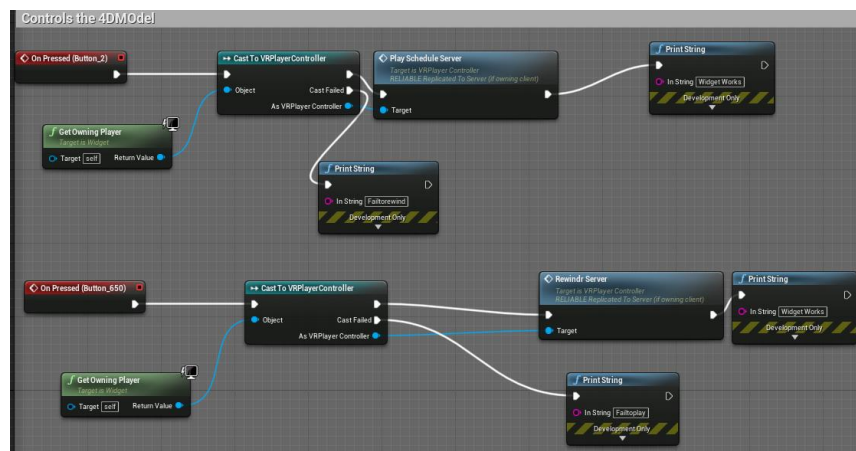 Controls the 4DMOdel
On Pressed (Button_2)
Cast To VRPlayerController
Object
Cast Failed
As VRPlayer Controller
Play Schedule Server
Target is VRPlayer Controller
RELIABLE Replicated To Server (if owning client)
Target
Print String
In String Widget Works
Development Only
Get Owning Player
Target is Widget
Target self Return Value
Print String
In String Failtorewind
Development Only
On Pressed (Button_650)
Cast To VRPlayerController
Object
Cast Failed
As VRPlayer Controller
Rewindr Server
Target is VRPlayer Controller
RELIABLE Replicated To Server (if owning client)
Target
Print String
In String Widget Works
Development Only
Get Owning Player
Target is Widget
Target self Return Value
Print String
In String Failtoplay
Development Only